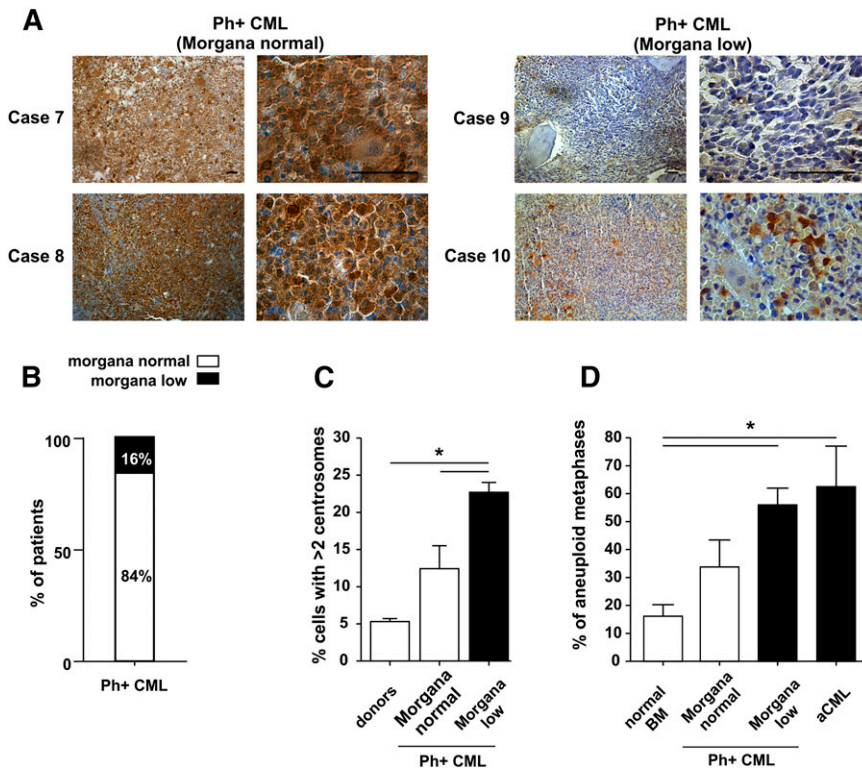 A
Ph+ CML
(Morgana normal)
Ph+ CML
(Morgana low)
Case 7
Case 9
Case 8
Case 10
B
morgana normal
morgana low
% of patients
100
50
0
16%
84%
Ph+ CML
C
% cells with >2 centrosomes
30
25
20
15
10
5
0
*
donors
Morgana
normal
Morgana
low
Ph+ CML
D
% of aneuploid metaphases
80
70
60
50
40
30
20
10
0
*
normal
BM
Morgana
normal
Morgana
low
aCML
Ph+ CML